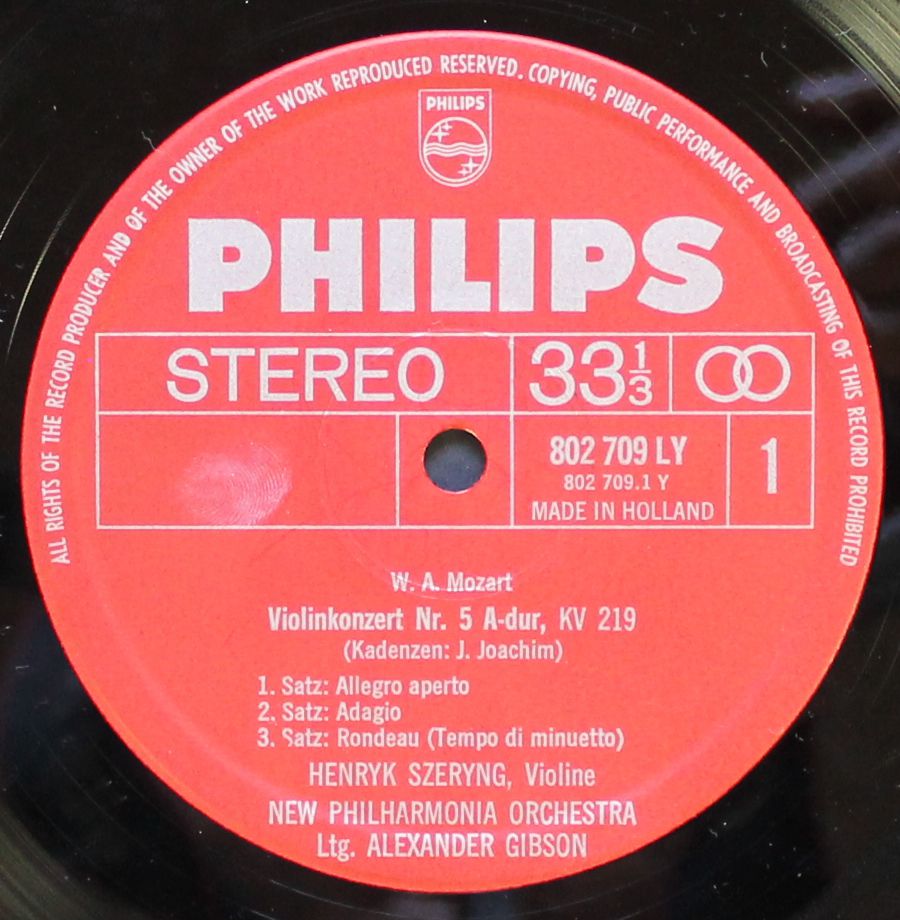 ALL RIGHTS OF THE RECORD PRODUCER AND OF THE OWNER OF THE WORK REPRODUCED RESERVED. COPYING, PUBLIC PERFORMANCE AND BROADCASTING OF THIS RECORD PROHIBITED
PHILIPS
PHILIPS
STEREO 33 1/3
802 709 LY 1
802 709.1 Y
MADE IN HOLLAND
W. A. Mozart
Violinkonzert Nr. 5 A-dur, KV 219
(Kadenzen: J. Joachim)
1. Satz: Allegro aperto
2. Satz: Adagio
3. Satz: Rondeau (Tempo di minuetto)
HENRYK SZERYNG, Violine
NEW PHILHARMONIA ORCHESTRA
Ltg. ALEXANDER GIBSON